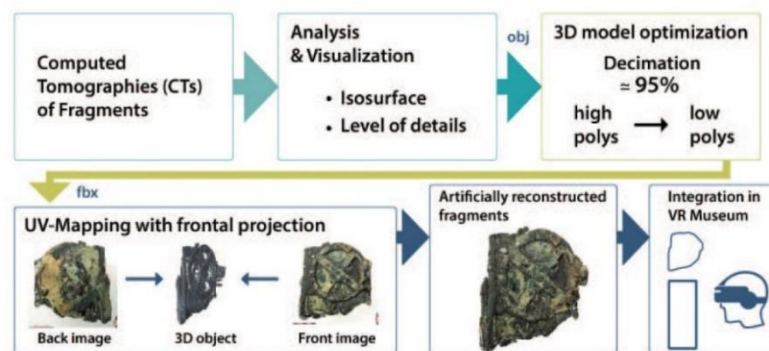 Computed
Tomographies (CTs)
of Fragments
Analysis
& Visualization
• Isosurface
• Level of details
obj
3D model optimization
Decimation
≃ 95%
high
polys
low
polys
fbx
UV-Mapping with frontal projection
Back image
3D object
Front image
Artificially reconstructed
fragments
Integration in
VR Museum